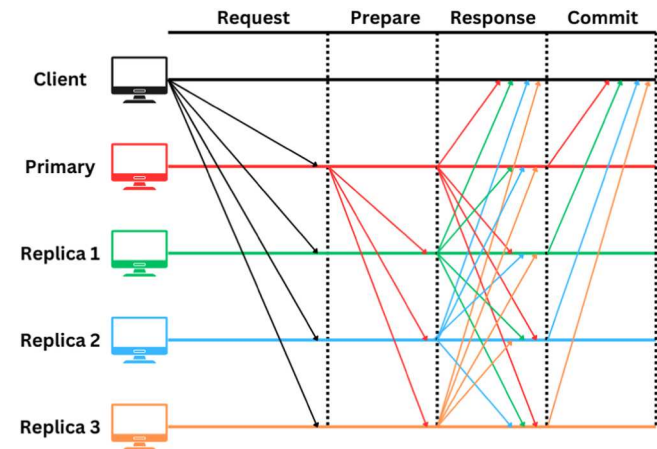 Request Prepare Response Commit
Client
Primary
Replica 1
Replica 2
Replica 3